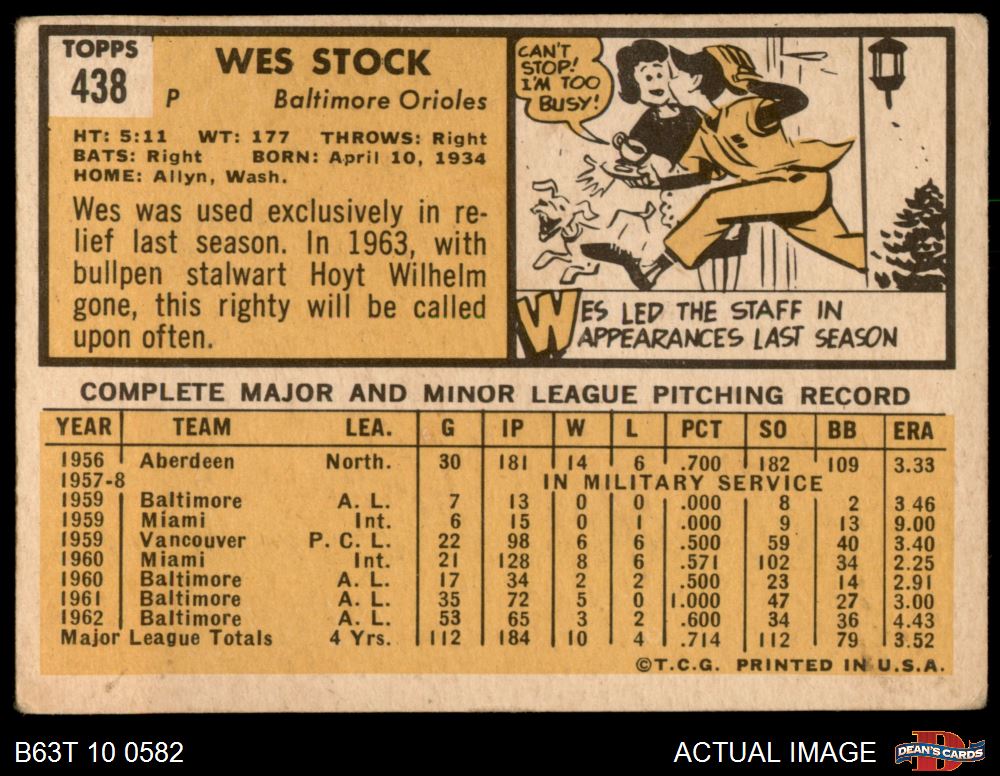 TOPPS
438
WES STOCK
P
Baltimore Orioles
HT: 5:11 WT: 177 THROWS: Right
BATS: Right BORN: April 10, 1934
HOME: Allyn, Wash.
Wes was used exclusively in re-
lief last season. In 1963, with
bullpen stalwart Hoyt Wilhelm
gone, this righty will be called
upon often.
CAN'T
STOP!
I'M TOO
BUSY!
WES LED THE STAFF IN
APPEARANCES LAST SEASON
COMPLETE MAJOR AND MINOR LEAGUE PITCHING RECORD
YEAR TEAM LEA. G IP W L PCT SO BB ERA
1956 Aberdeen North. 30 181 14 6 .700 182 109 3.33
1957-8 IN MILITARY SERVICE
1959 Baltimore A. L. 7 13 0 0 .000 8 2 3.46
1959 Miami Int. 6 15 0 1 .000 9 13 9.00
1959 Vancouver P. C. L. 22 98 6 6 .500 59 40 3.40
1960 Miami Int. 21 128 8 6 .571 102 34 2.25
1960 Baltimore A. L. 17 34 2 2 .500 23 14 2.91
1961 Baltimore A. L. 35 72 5 0 1.000 47 27 3.00
1962 Baltimore A. L. 53 65 3 2 .600 34 36 4.43
Major League Totals 4 Yrs. 112 184 10 4 .714 112 79 3.52
©T.C.G. PRINTED IN U.S.A.
B63T 10 0582
ACTUAL IMAGE
D
DEAN'S CARDS